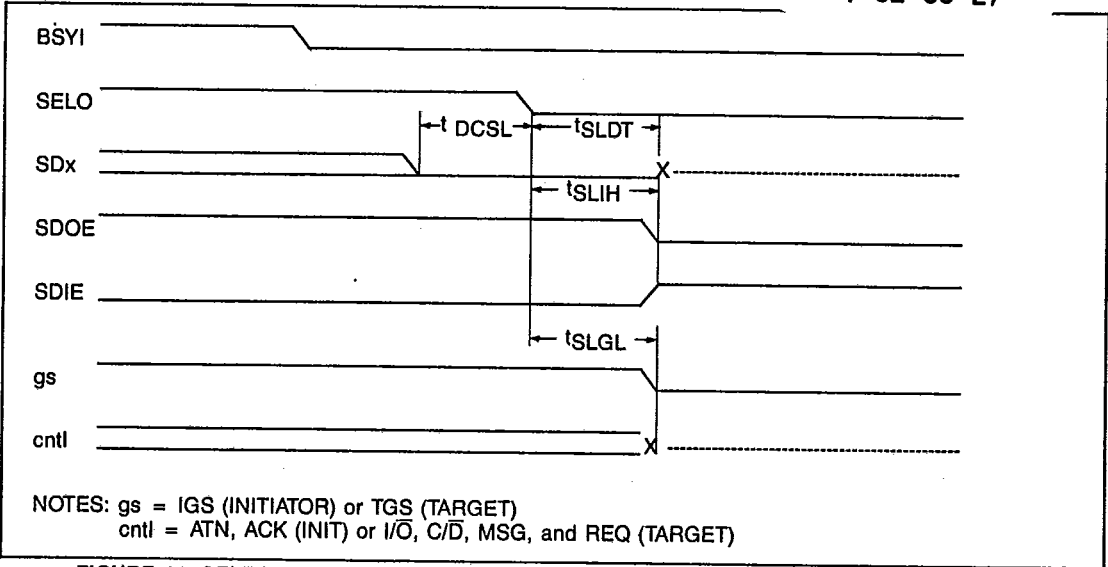 BSYI
SELO
t DCSL tSLDT
SDx
X
tSLIH
SDOE
SDIE
tSLGL
gs
cntl
X
NOTES: gs = IGS (INITIATOR) or TGS (TARGET)
cntl = ATN, ACK (INIT) or I/O̅, C/D̅, MSG, and REQ (TARGET)